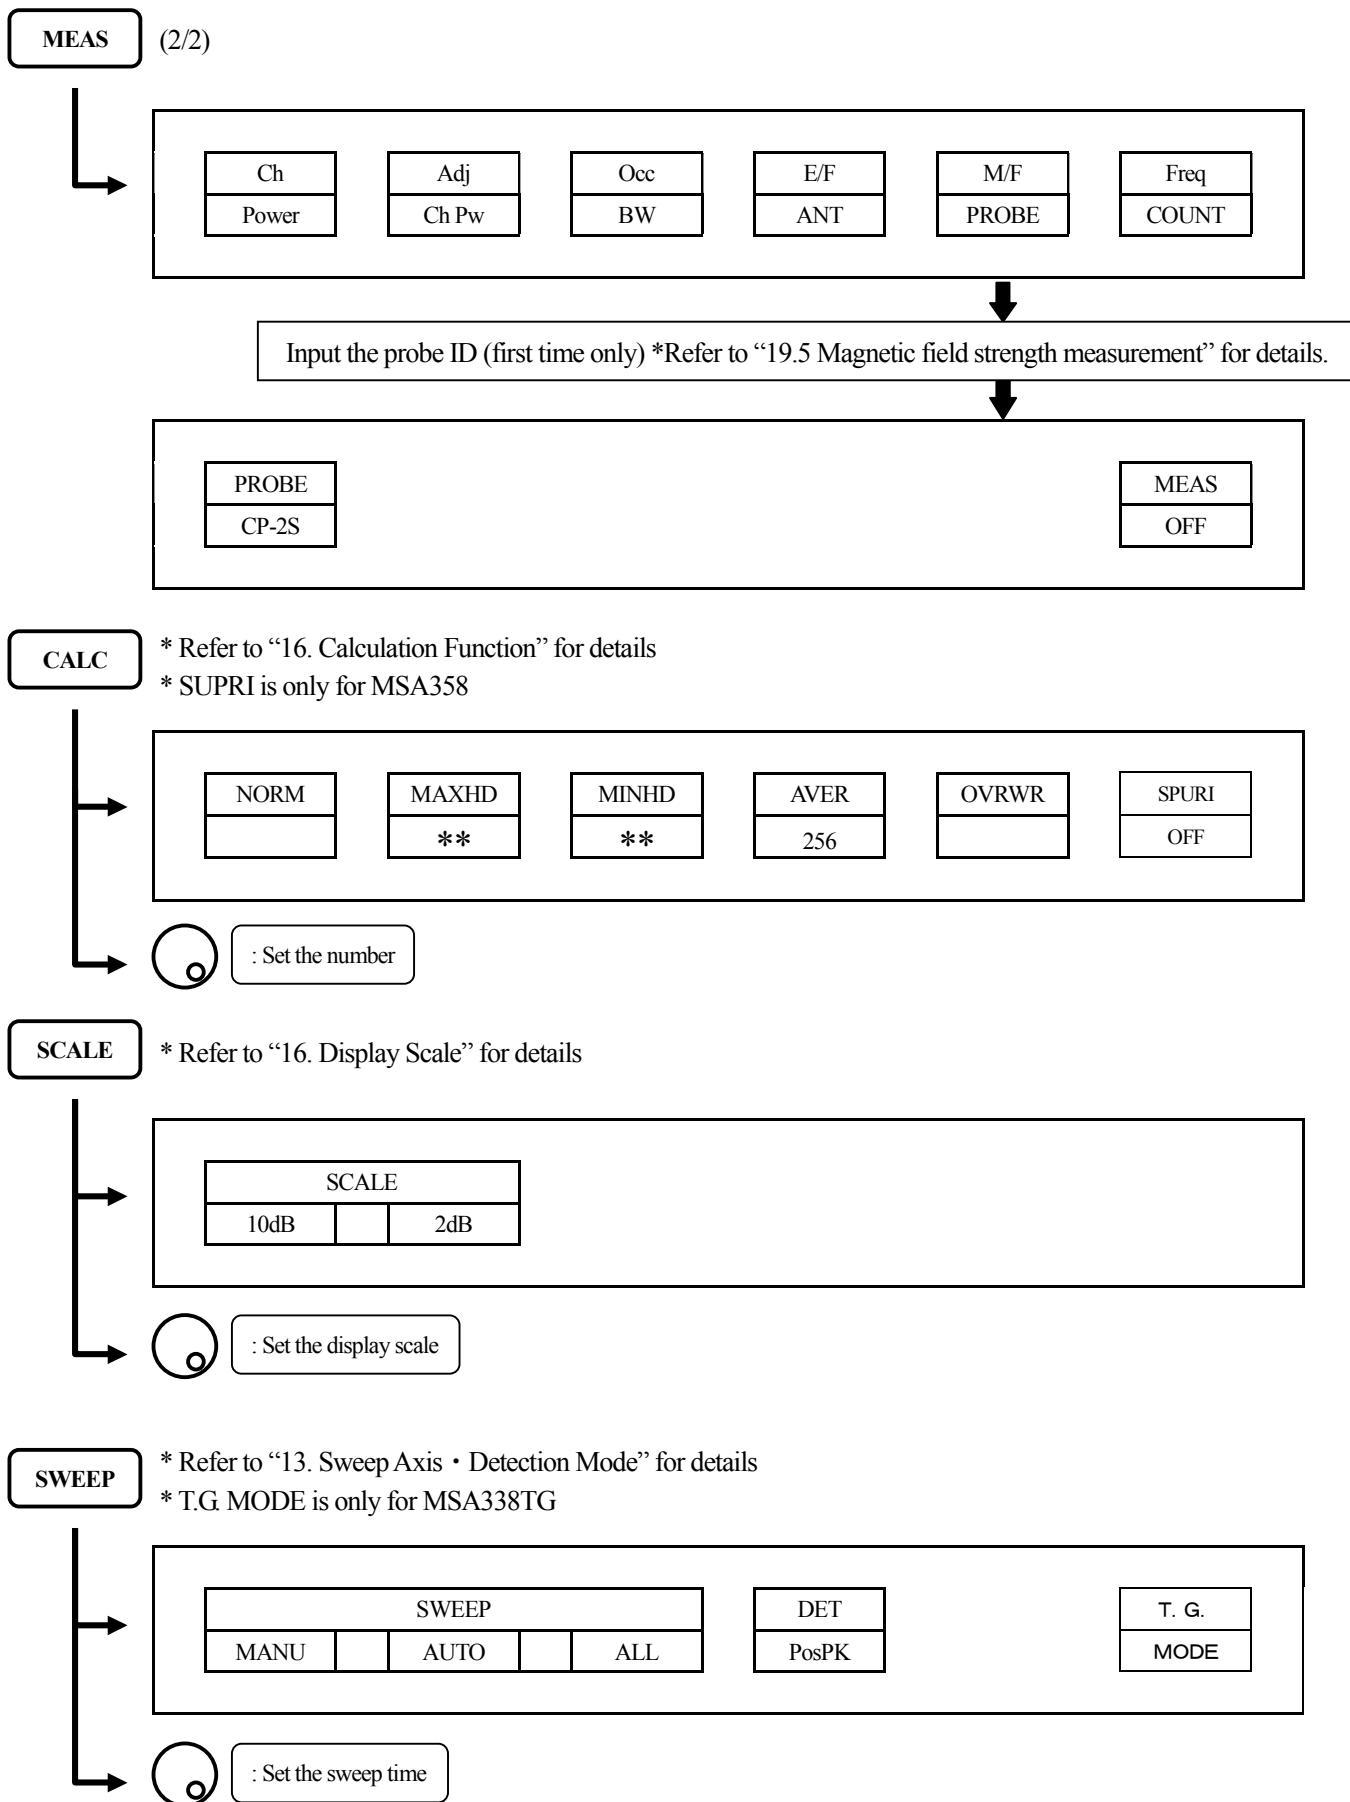 MEAS (2/2)
Ch Adj Occ E/F M/F Freq
Power Ch Pw BW ANT PROBE COUNT
Input the probe ID (first time only) *Refer to “19.5 Magnetic field strength measurement” for details.
PROBE MEAS
CP-2S OFF
CALC
* Refer to “16. Calculation Function” for details
* SUPRI is only for MSA358
NORM MAXHD MINHD AVER OVRWR SPURI
** ** 256 OFF
: Set the number
SCALE * Refer to “16. Display Scale” for details
SCALE
10dB 2dB
: Set the display scale
SWEEP
* Refer to “13. Sweep Axis・Detection Mode” for details
* T.G. MODE is only for MSA338TG
SWEEP DET T. G.
MANU AUTO ALL PosPK MODE
: Set the sweep time